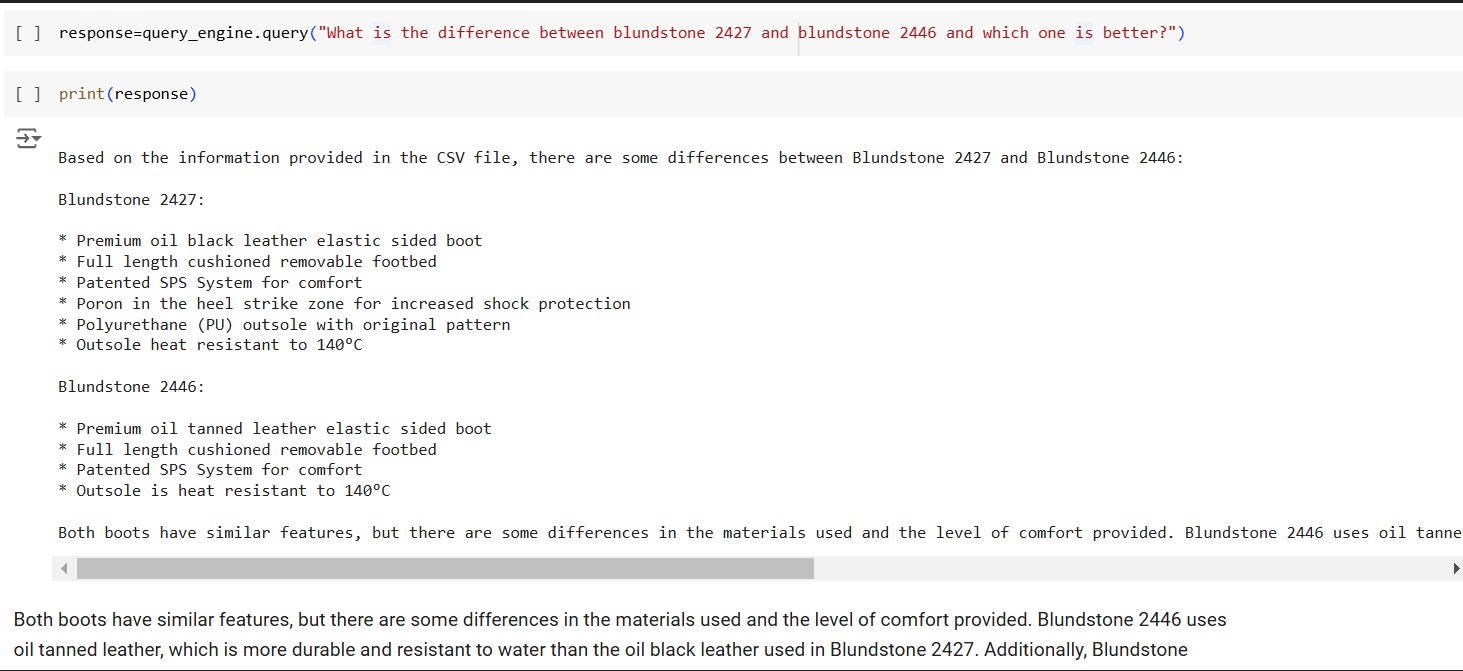 [ ] response=query_engine.query("What is the difference between blundstone 2427 and blundstone 2446 and which one is better?")
[ ] print(response)
Based on the information provided in the CSV file, there are some differences between Blundstone 2427 and Blundstone 2446:
Blundstone 2427:
* Premium oil black leather elastic sided boot
* Full length cushioned removable footbed
* Patented SPS System for comfort
* Poron in the heel strike zone for increased shock protection
* Polyurethane (PU) outsole with original pattern
* Outsole heat resistant to 140ºC
Blundstone 2446:
* Premium oil tanned leather elastic sided boot
* Full length cushioned removable footbed
* Patented SPS System for comfort
* Outsole is heat resistant to 140ºC
Both boots have similar features, but there are some differences in the materials used and the level of comfort provided. Blundstone 2446 uses oil tanne
Both boots have similar features, but there are some differences in the materials used and the level of comfort provided. Blundstone 2446 uses
oil tanned leather, which is more durable and resistant to water than the oil black leather used in Blundstone 2427. Additionally, Blundstone